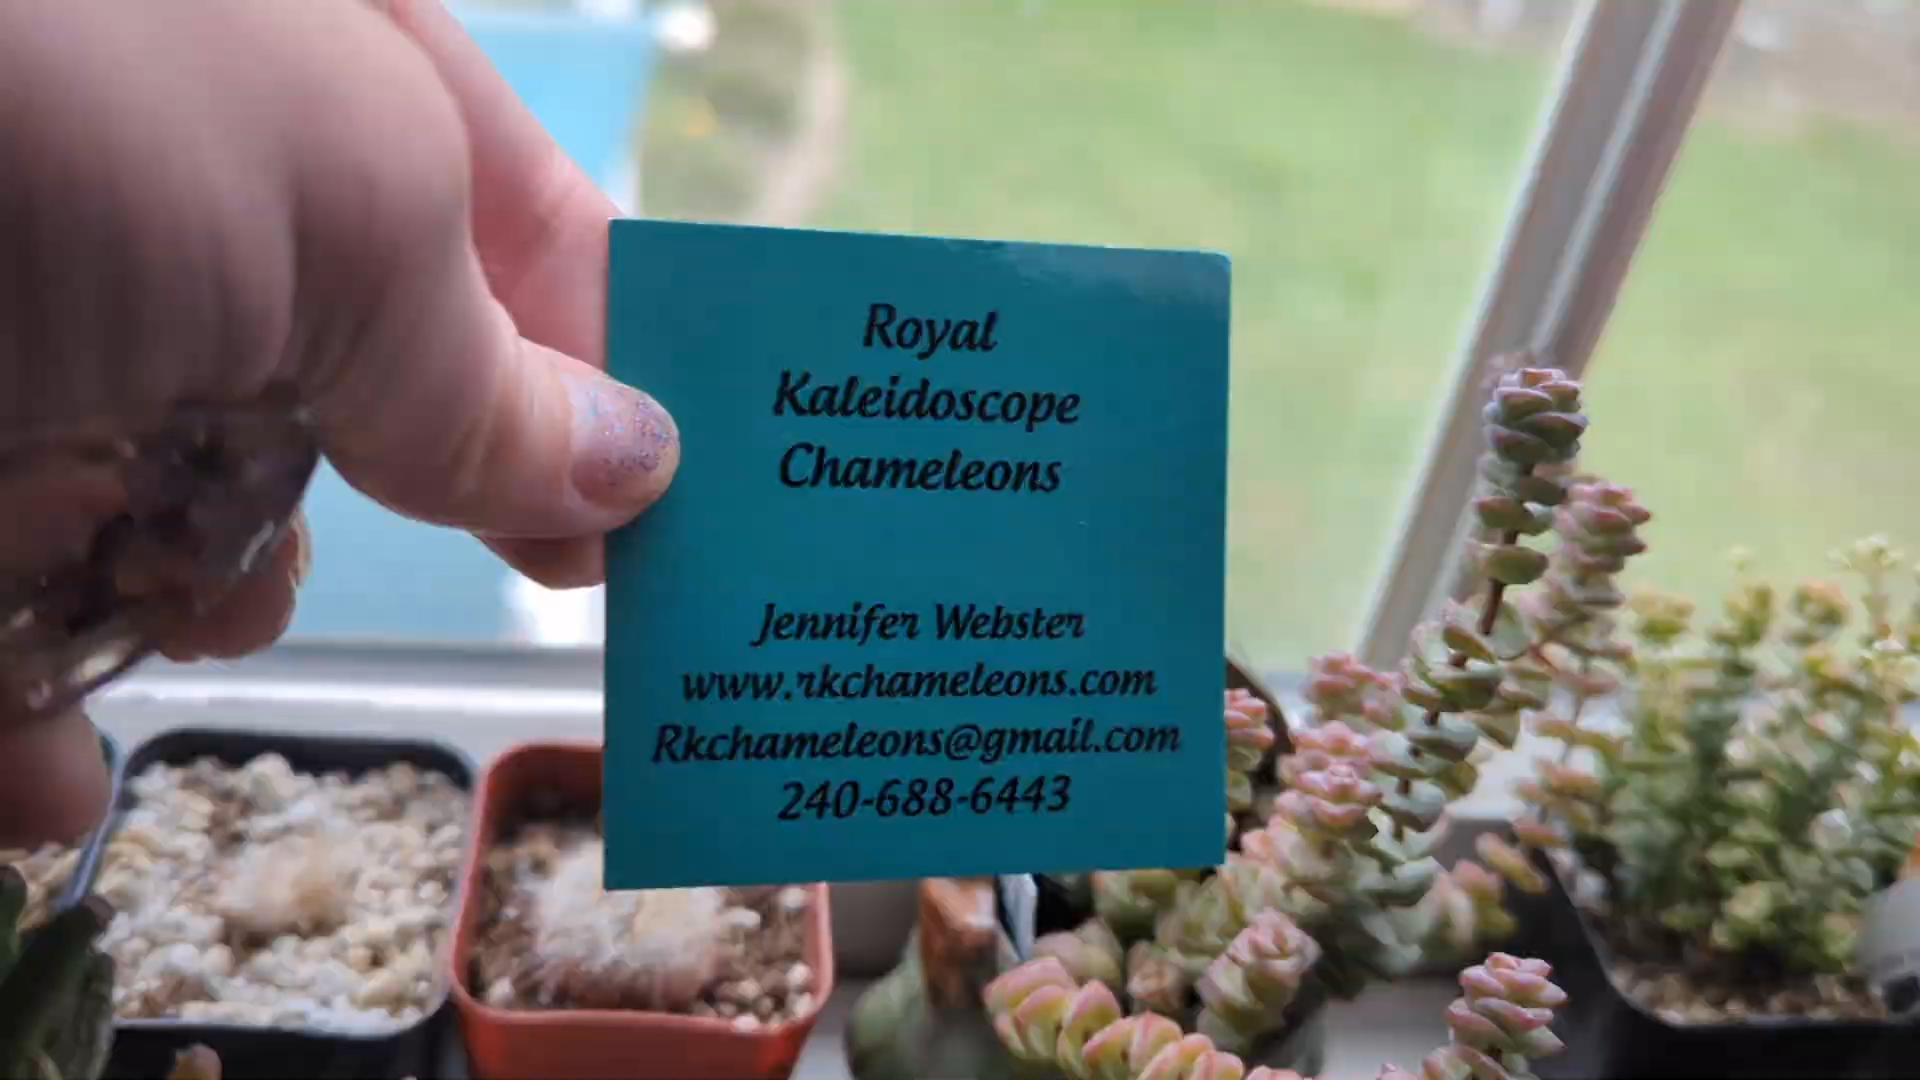 Royal
Kaleidoscope
Chameleons
Jennifer Webster
www.rkchameleons.com
Rkchameleons@gmail.com
240-688-6443